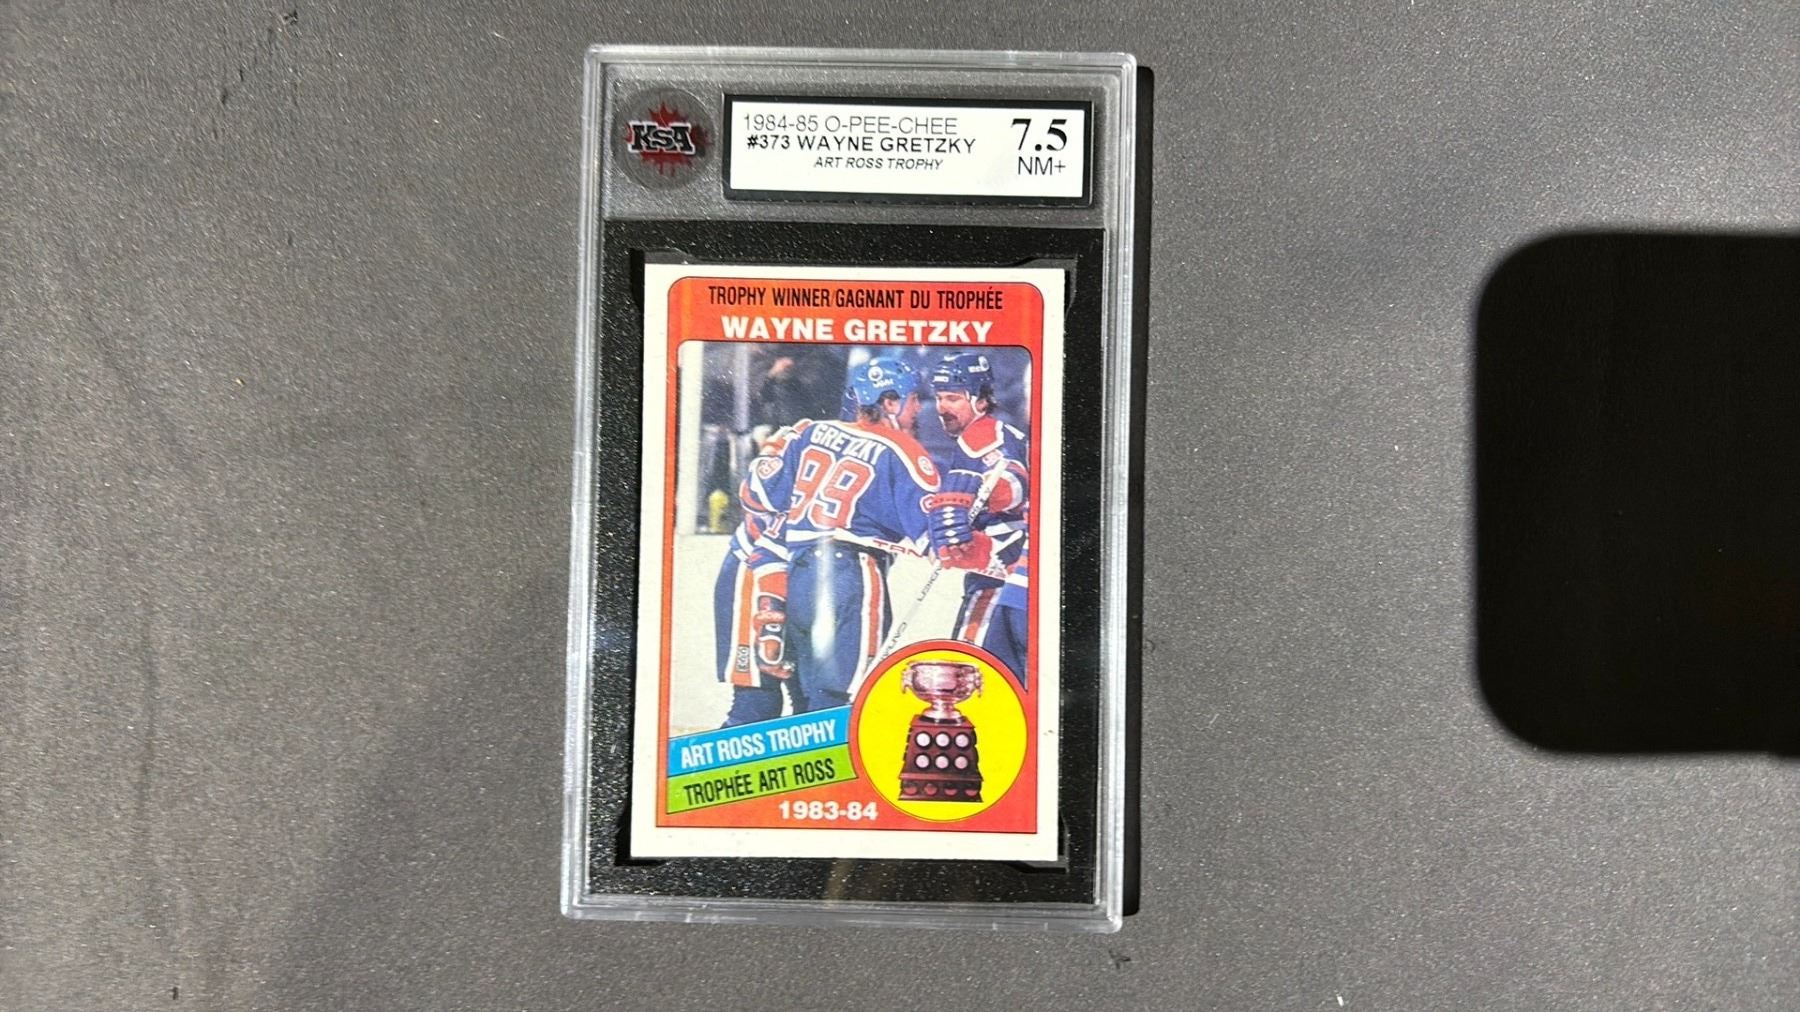 KSA
1984-85 O-PEE-CHEE
#373 WAYNE GRETZKY
ART ROSS TROPHY
7.5
NM+
TROPHY WINNER/GAGNANT DU TROPHÉE
WAYNE GRETZKY
GRETZKY
99
ART ROSS TROPHY
TROPHÉE ART ROSS
1983-84